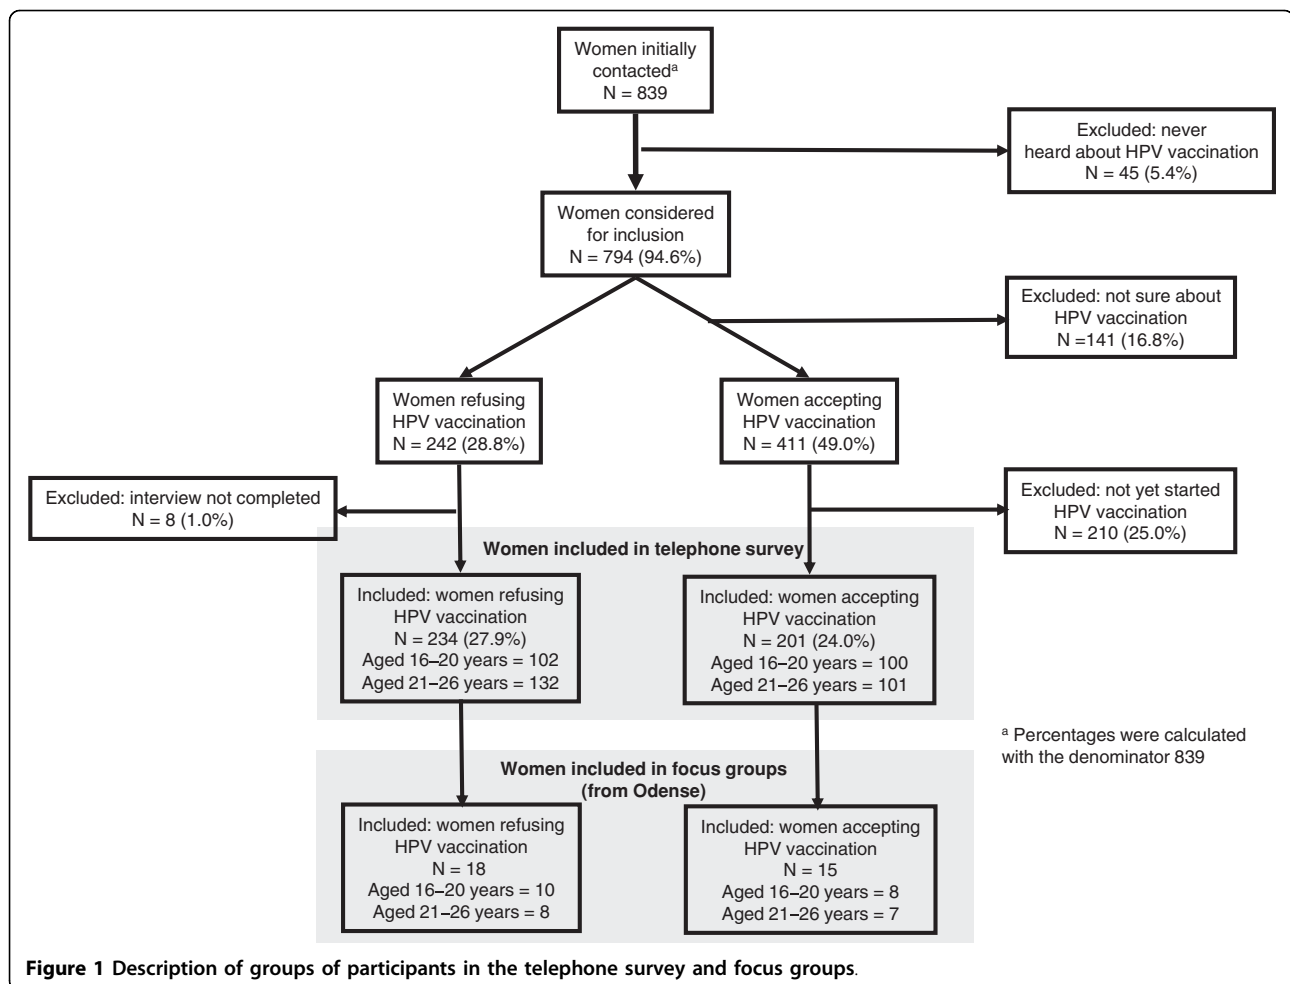 Women initially
contactedᵃ
N = 839
Excluded: never
heard about HPV vaccination
N = 45 (5.4%)
Women considered
for inclusion
N = 794 (94.6%)
Excluded: not sure about
HPV vaccination
N =141 (16.8%)
Women refusing
HPV vaccination
N = 242 (28.8%)
Women accepting
HPV vaccination
N = 411 (49.0%)
Excluded: interview not completed
N = 8 (1.0%)
Excluded: not yet started
HPV vaccination
N = 210 (25.0%)
Women included in telephone survey
Included: women refusing
HPV vaccination
N = 234 (27.9%)
Aged 16–20 years = 102
Aged 21–26 years = 132
Included: women accepting
HPV vaccination
N = 201 (24.0%)
Aged 16–20 years = 100
Aged 21–26 years = 101
ᵃ Percentages were calculated
with the denominator 839
Women included in focus groups
(from Odense)
Included: women refusing
HPV vaccination
N = 18
Aged 16–20 years = 10
Aged 21–26 years = 8
Included: women accepting
HPV vaccination
N = 15
Aged 16–20 years = 8
Aged 21–26 years = 7
Figure 1 Description of groups of participants in the telephone survey and focus groups.